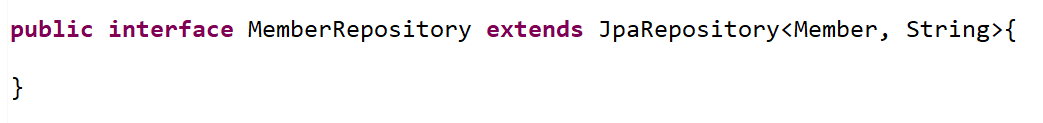 public interface MemberRepository extends JpaRepository<Member, String>{
}